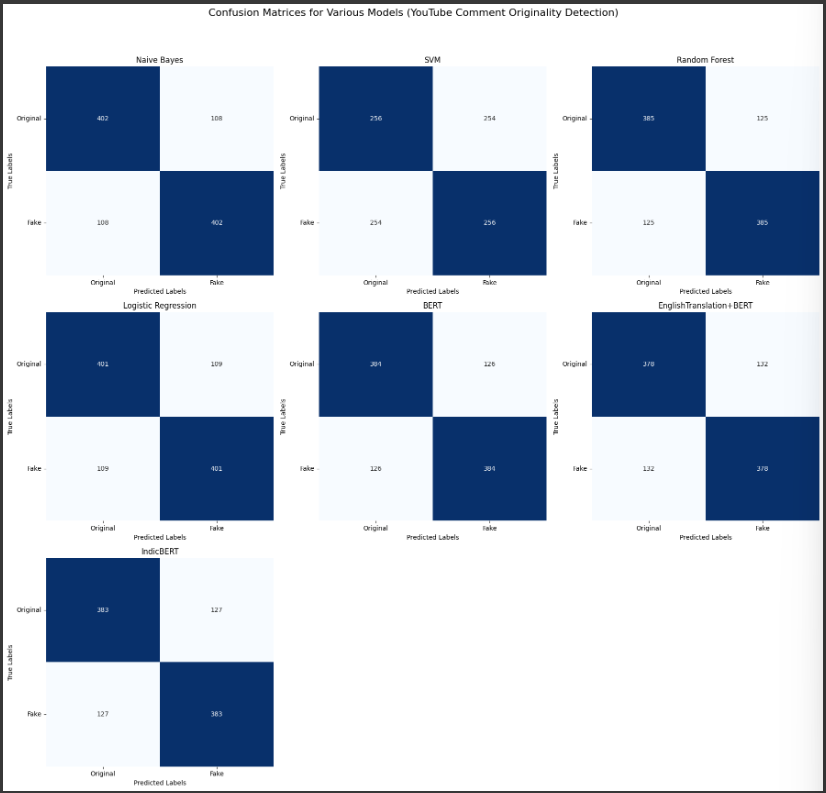 Confusion Matrices for Various Models (YouTube Comment Originality Detection)
Naive Bayes
True Labels
Original
402
108
Fake
108
402
Original
Fake
Predicted Labels
SVM
True Labels
Original
256
254
Fake
254
256
Original
Fake
Predicted Labels
Random Forest
True Labels
Original
385
125
Fake
125
385
Original
Fake
Predicted Labels
Logistic Regression
True Labels
Original
401
109
Fake
109
401
Original
Fake
Predicted Labels
BERT
True Labels
Original
384
126
Fake
126
384
Original
Fake
Predicted Labels
EnglishTranslation+BERT
True Labels
Original
378
132
Fake
132
378
Original
Fake
Predicted Labels
IndicBERT
True Labels
Original
383
127
Fake
127
383
Original
Fake
Predicted Labels